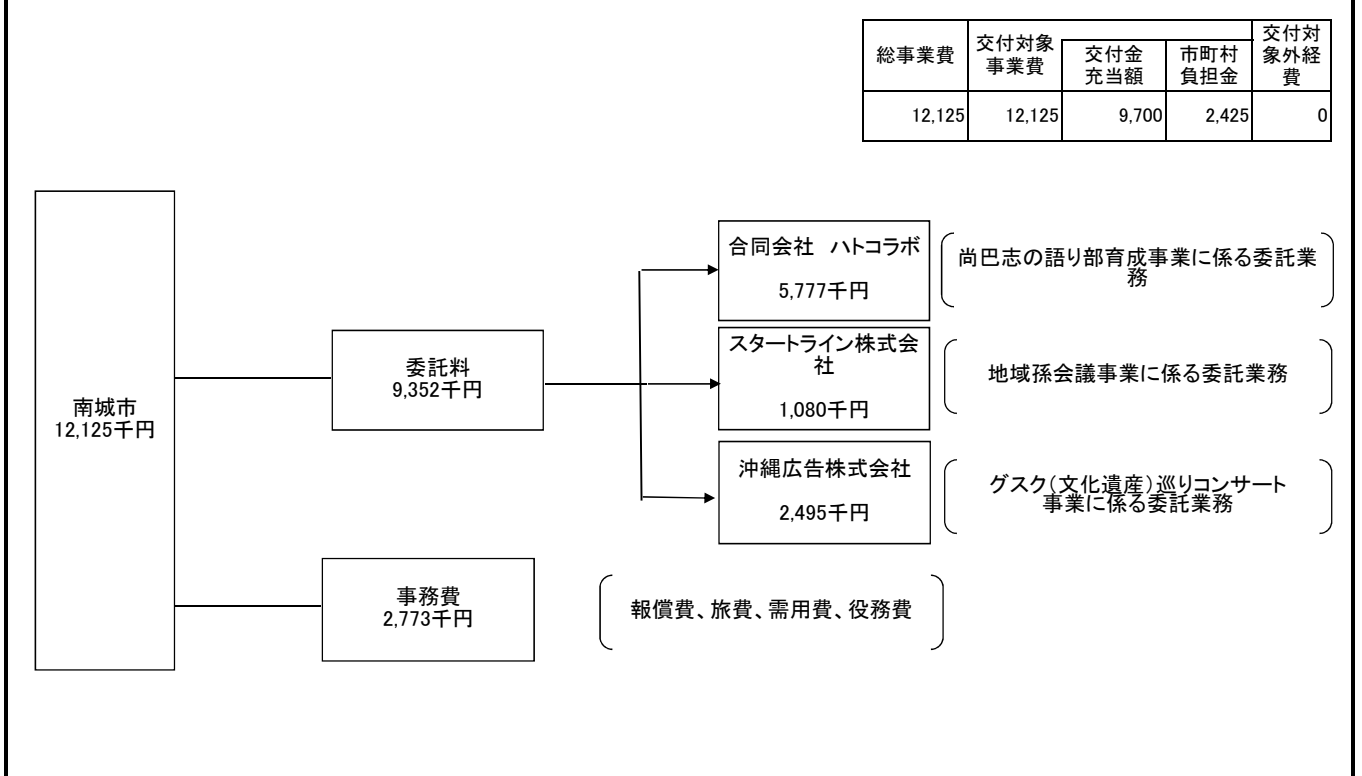 総事業費
交付対象
事業費
交付金
充当額
市町村
負担金
交付対
象外経
費
12,125
12,125
9,700
2,425
0
南城市
12,125千円
委託料
9,352千円
合同会社　ハトコラボ
5,777千円
尚巴志の語り部育成事業に係る委託業
務
スタートライン株式会
社
1,080千円
地域孫会議事業に係る委託業務
沖縄広告株式会社
2,495千円
グスク(文化遺産)巡りコンサート
事業に係る委託業務
事務費
2,773千円
報償費、旅費、需用費、役務費